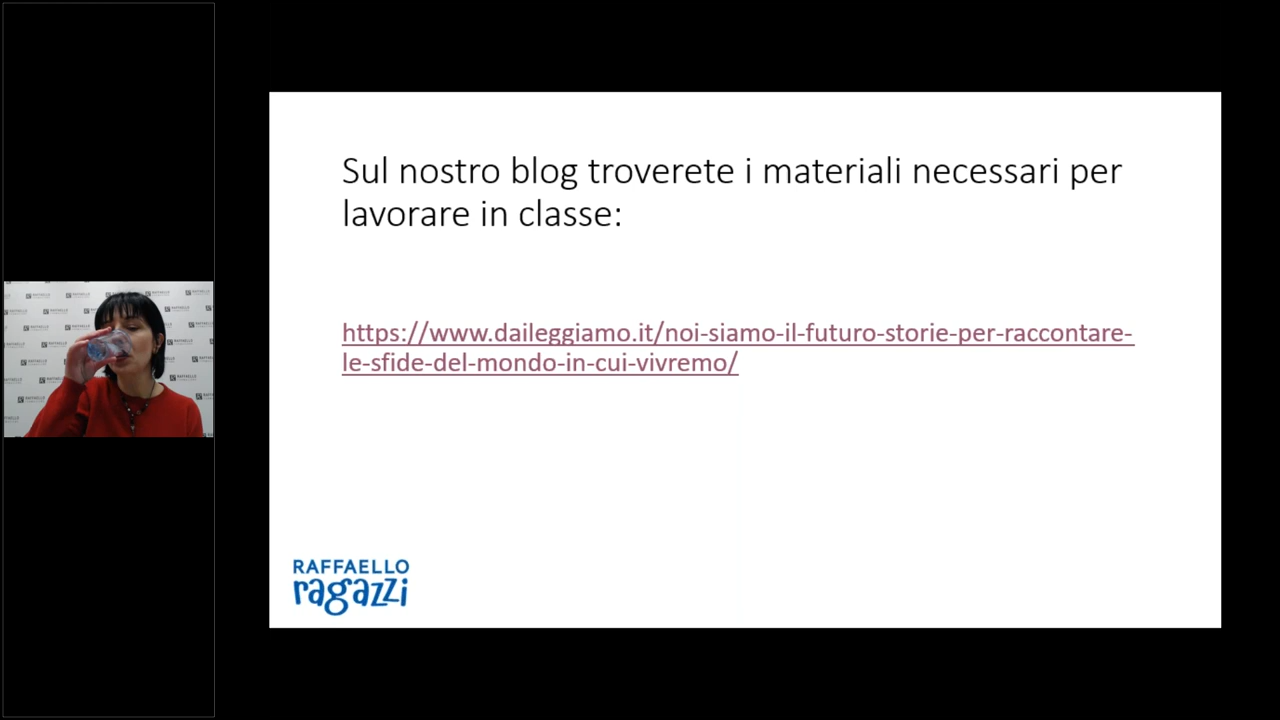 Sul nostro blog troverete i materiali necessari per
lavorare in classe:
https://www.daileggiamo.it/noi-siamo-il-futuro-storie-per-raccontare-
le-sfide-del-mondo-in-cui-vivremo/
RAFFAELLO
ragazzi